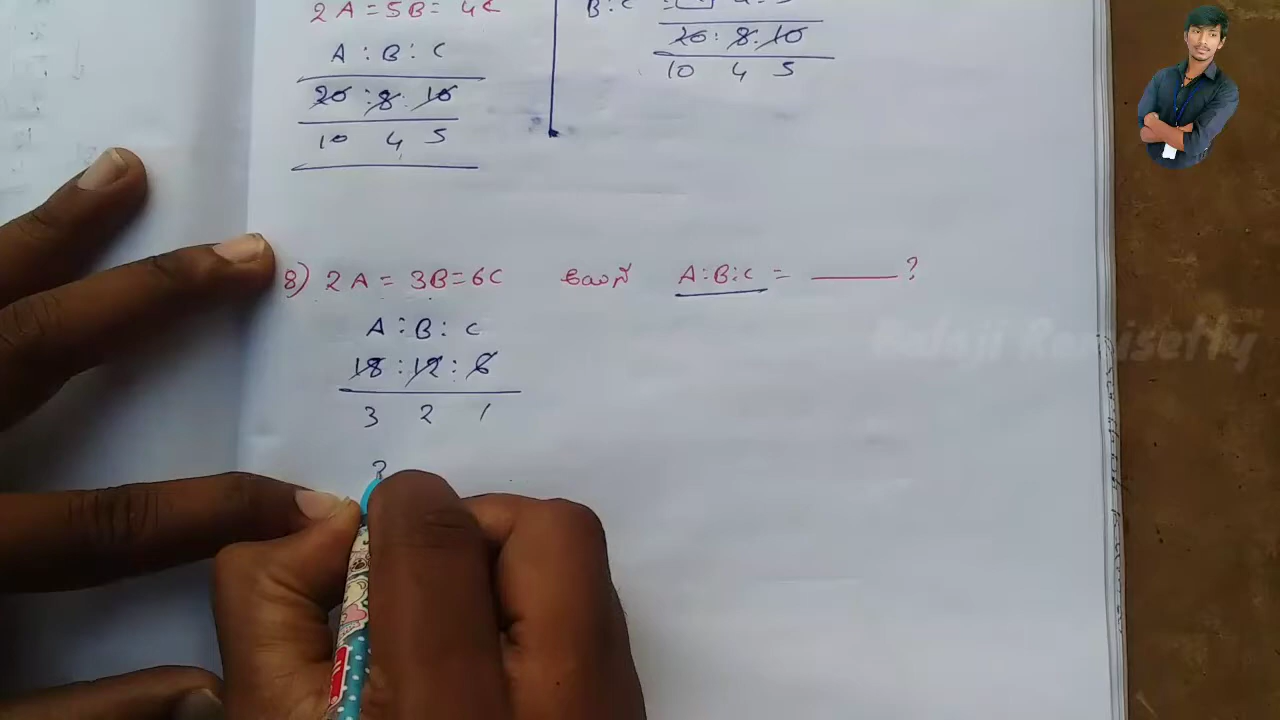 2A = 5B = 4C
A : B : C
20 : 8 : 10
10 4 5
B : C
20 : 8 : 10
10 4 5
8) 2A = 3B = 6C అయిన A:B:C = ______ ?
A : B : C
18 : 12 : 6
3 2 1
3